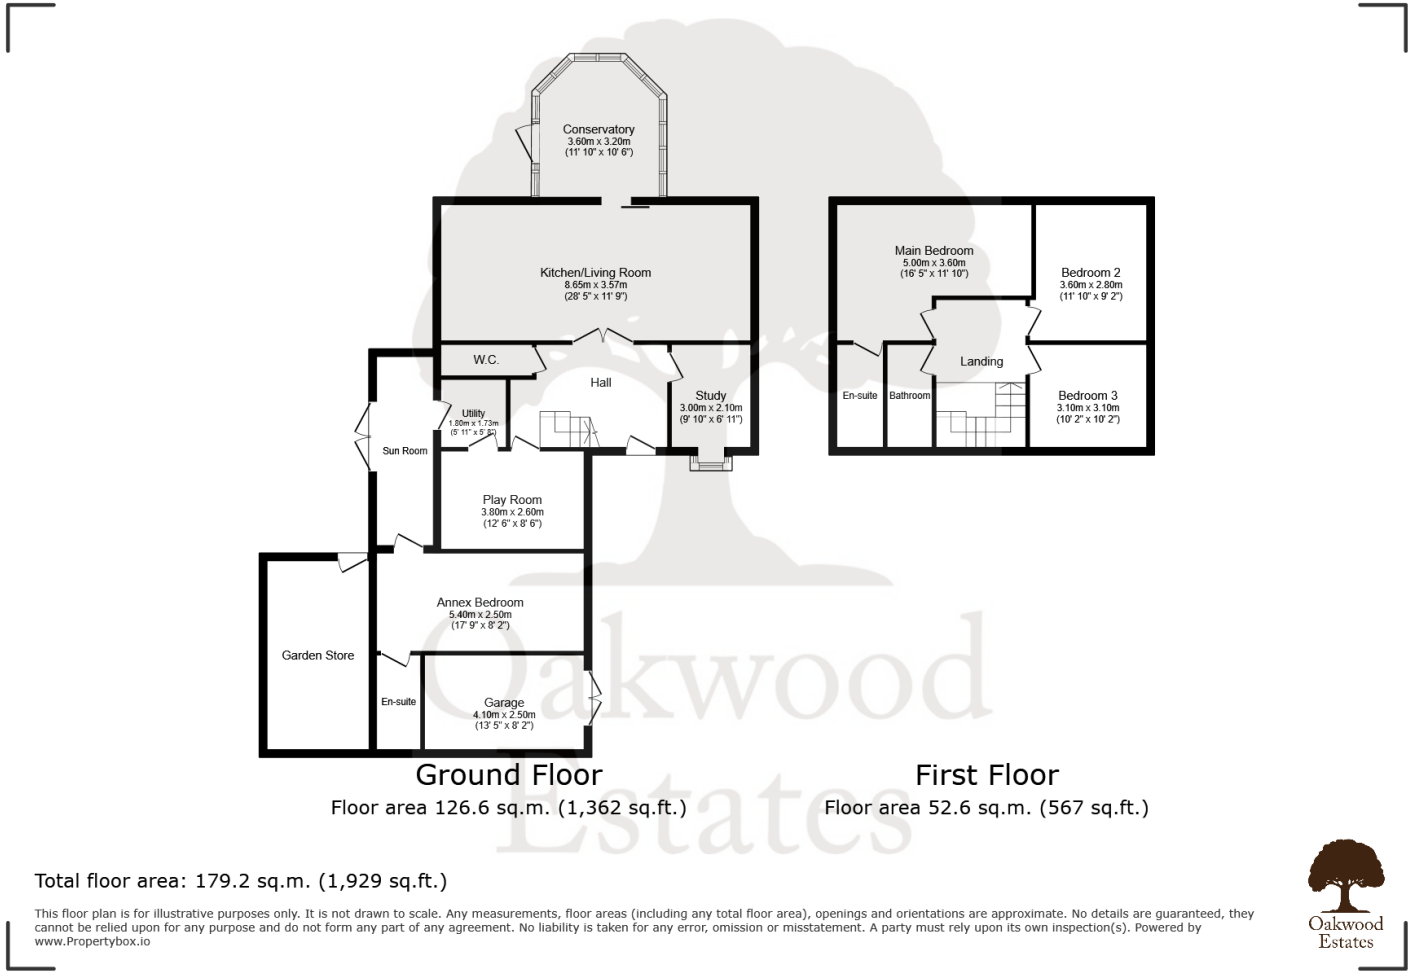 Conservatory
3.60m x 3.20m
(11' 10" x 10' 6")
Kitchen/Living Room
8.65m x 3.57m
(28' 5" x 11' 9")
W.C.
Hall
Study
3.00m x 2.10m
(9' 10" x 6' 11")
Utility
1.80m x 1.73m
(5' 11" x 5' 8")
Sun Room
Play Room
3.80m x 2.60m
(12' 6" x 8' 6")
Annex Bedroom
5.40m x 2.50m
(17' 9" x 8' 2")
Garden Store
En-suite
Garage
4.10m x 2.50m
(13' 5" x 8' 2")
Main Bedroom
5.00m x 3.60m
(16' 5" x 11' 10")
Bedroom 2
3.60m x 2.80m
(11' 10" x 9' 2")
Landing
En-suite
Bathroom
Bedroom 3
3.10m x 3.10m
(10' 2" x 10' 2")
Oakwood
Estates
Ground Floor
Floor area 126.6 sq.m. (1,362 sq.ft.)
First Floor
Floor area 52.6 sq.m. (567 sq.ft.)
Total floor area: 179.2 sq.m. (1,929 sq.ft.)
This floor plan is for illustrative purposes only. It is not drawn to scale. Any measurements, floor areas (including any total floor area), openings and orientations are approximate. No details are guaranteed, they
cannot be relied upon for any purpose and do not form any part of any agreement. No liability is taken for any error, omission or misstatement. A party must rely upon its own inspection(s). Powered by
www.Propertybox.io
Oakwood
Estates